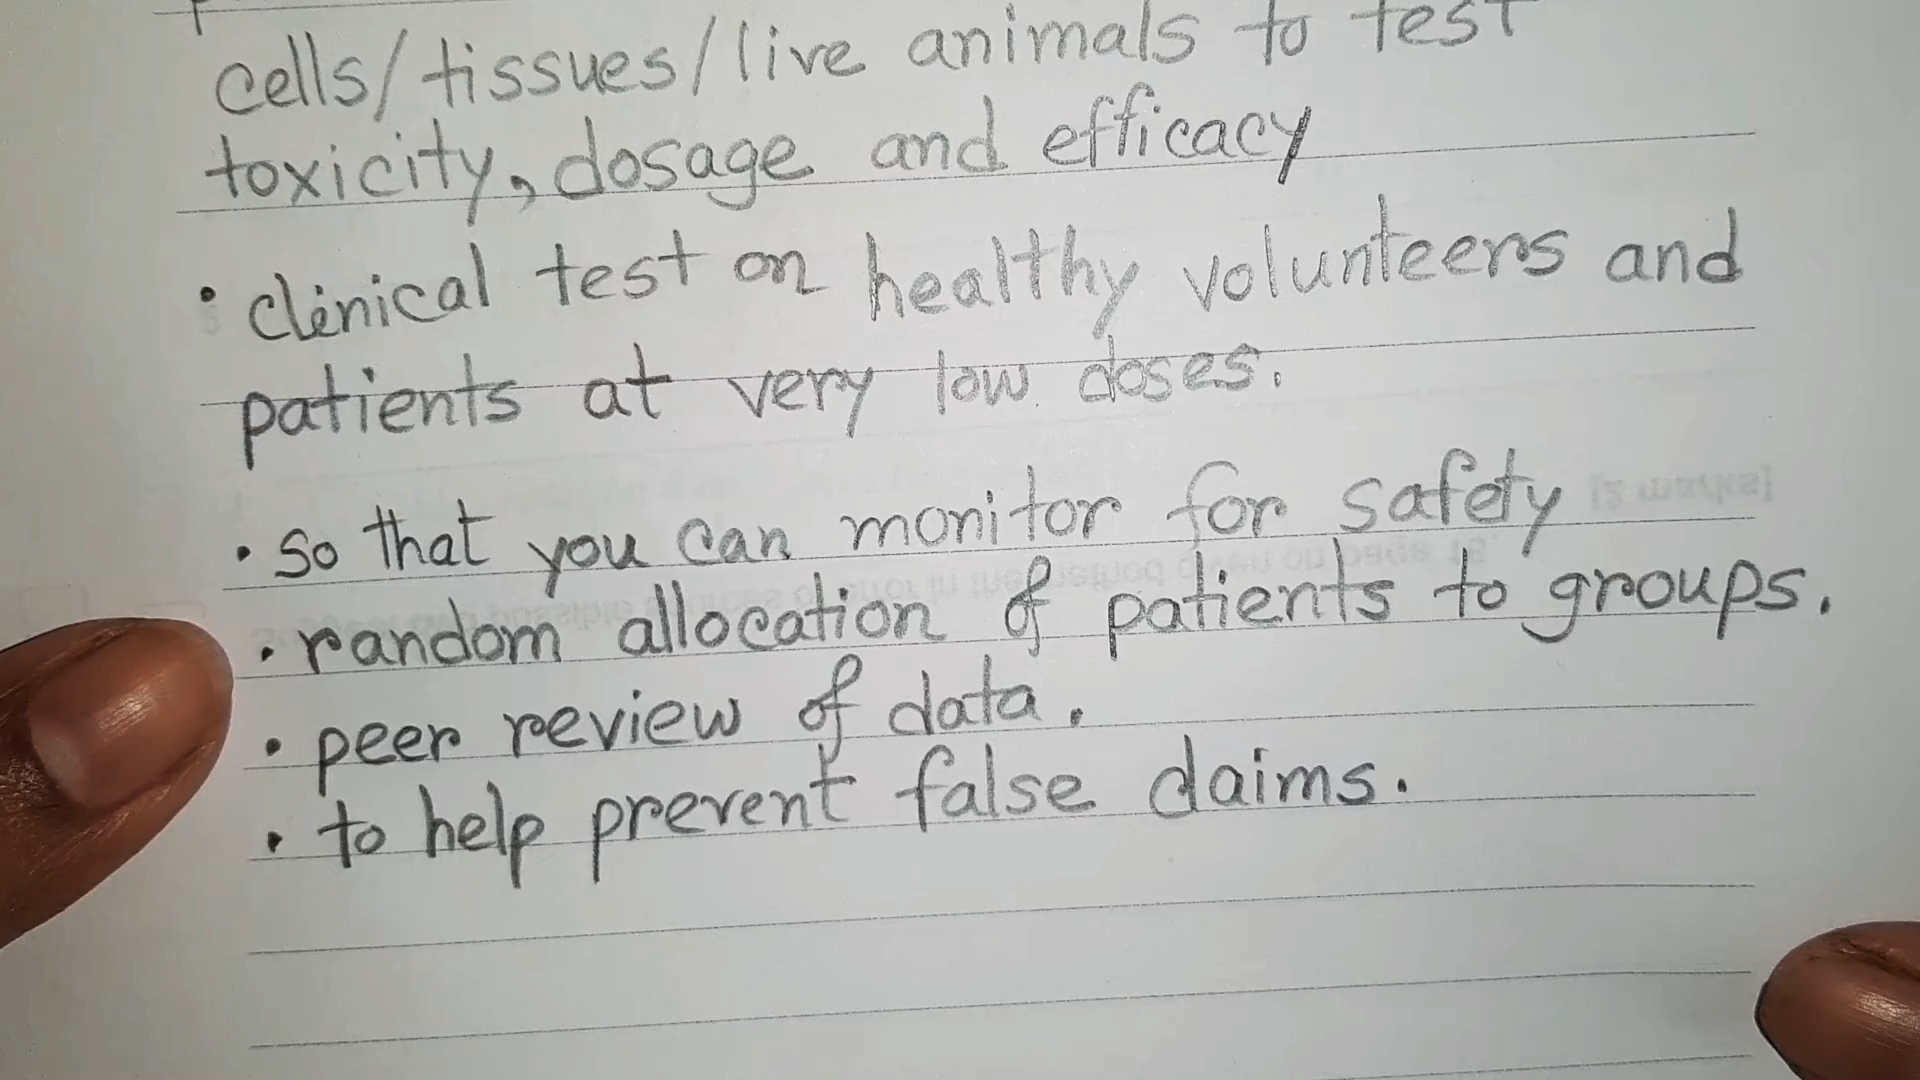 cells/tissues/live animals to test
toxicity, dosage and efficacy
• clinical test on healthy volunteers and
patients at very low doses.
• so that you can monitor for safety
• random allocation of patients to groups.
• peer review of data.
• to help prevent false claims.